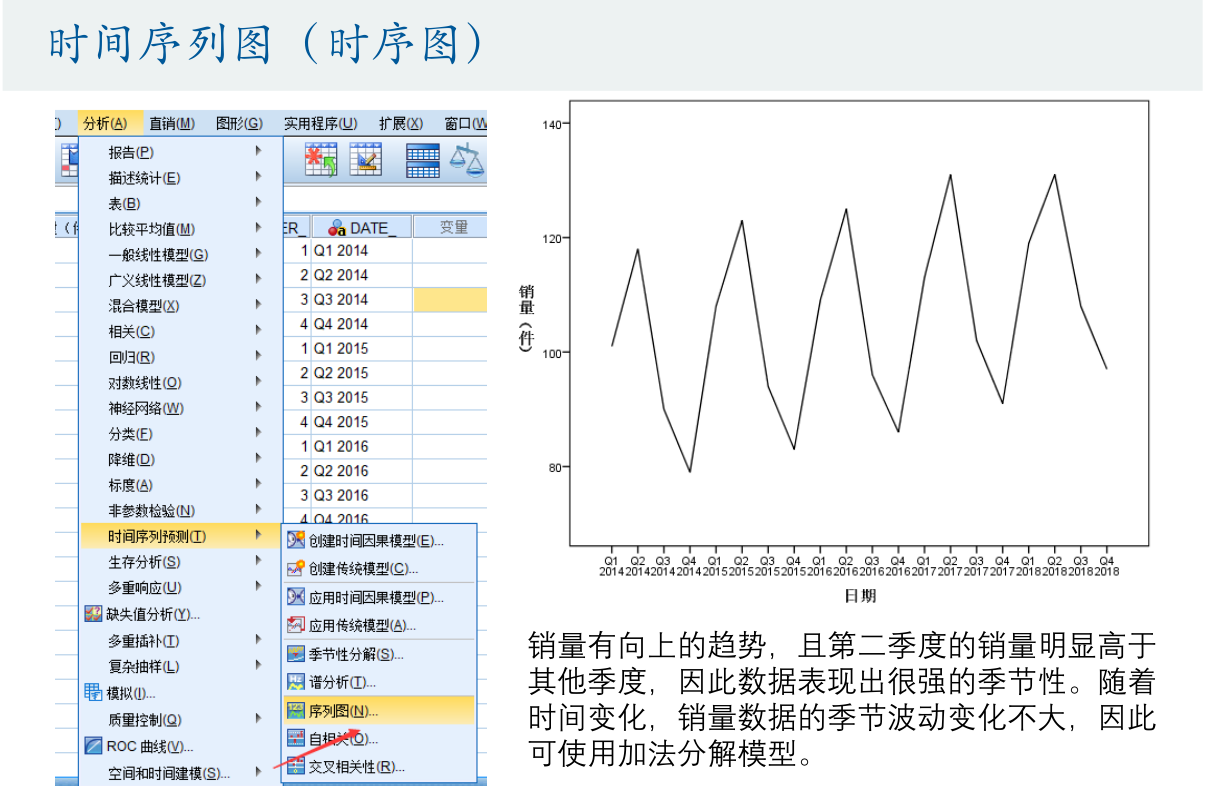 时间序列图（时序图）
分析(A) 直销(M) 图形(G) 实用程序(U) 扩展(X) 窗口(W
报告(P)
描述统计(E)
表(B)
比较平均值(M)
一般线性模型(G)
广义线性模型(Z)
混合模型(X)
相关(C)
回归(R)
对数线性(O)
神经网络(W)
分类(F)
降维(D)
标度(A)
非参数检验(N)
时间序列预测(T)
生存分析(S)
多重响应(U)
缺失值分析(Y)...
多重插补(T)
复杂抽样(L)
模拟(I)...
质量控制(Q)
ROC 曲线(V)...
空间和时间建模(S)...
ER_ DATE_ 变量
1 Q1 2014
2 Q2 2014
3 Q3 2014
4 Q4 2014
1 Q1 2015
2 Q2 2015
3 Q3 2015
4 Q4 2015
1 Q1 2016
2 Q2 2016
3 Q3 2016
4 Q4 2016
创建时间因果模型(E)...
创建传统模型(C)...
应用时间因果模型(P)...
应用传统模型(A)...
季节性分解(S)...
谱分析(T)...
序列图(N)...
自相关(O)...
交叉相关性(R)...
140
120
100
80
销量（件）
Q1 Q2 Q3 Q4 Q1 Q2 Q3 Q4 Q1 Q2 Q3 Q4 Q1 Q2 Q3 Q4 Q1 Q2 Q3 Q4
2014 2014 2014 2014 2015 2015 2015 2015 2016 2016 2016 2016 2017 2017 2017 2017 2018 2018 2018 2018
日期
销量有向上的趋势，且第二季度的销量明显高于
其他季度，因此数据表现出很强的季节性。随着
时间变化，销量数据的季节波动变化不大，因此
可使用加法分解模型。